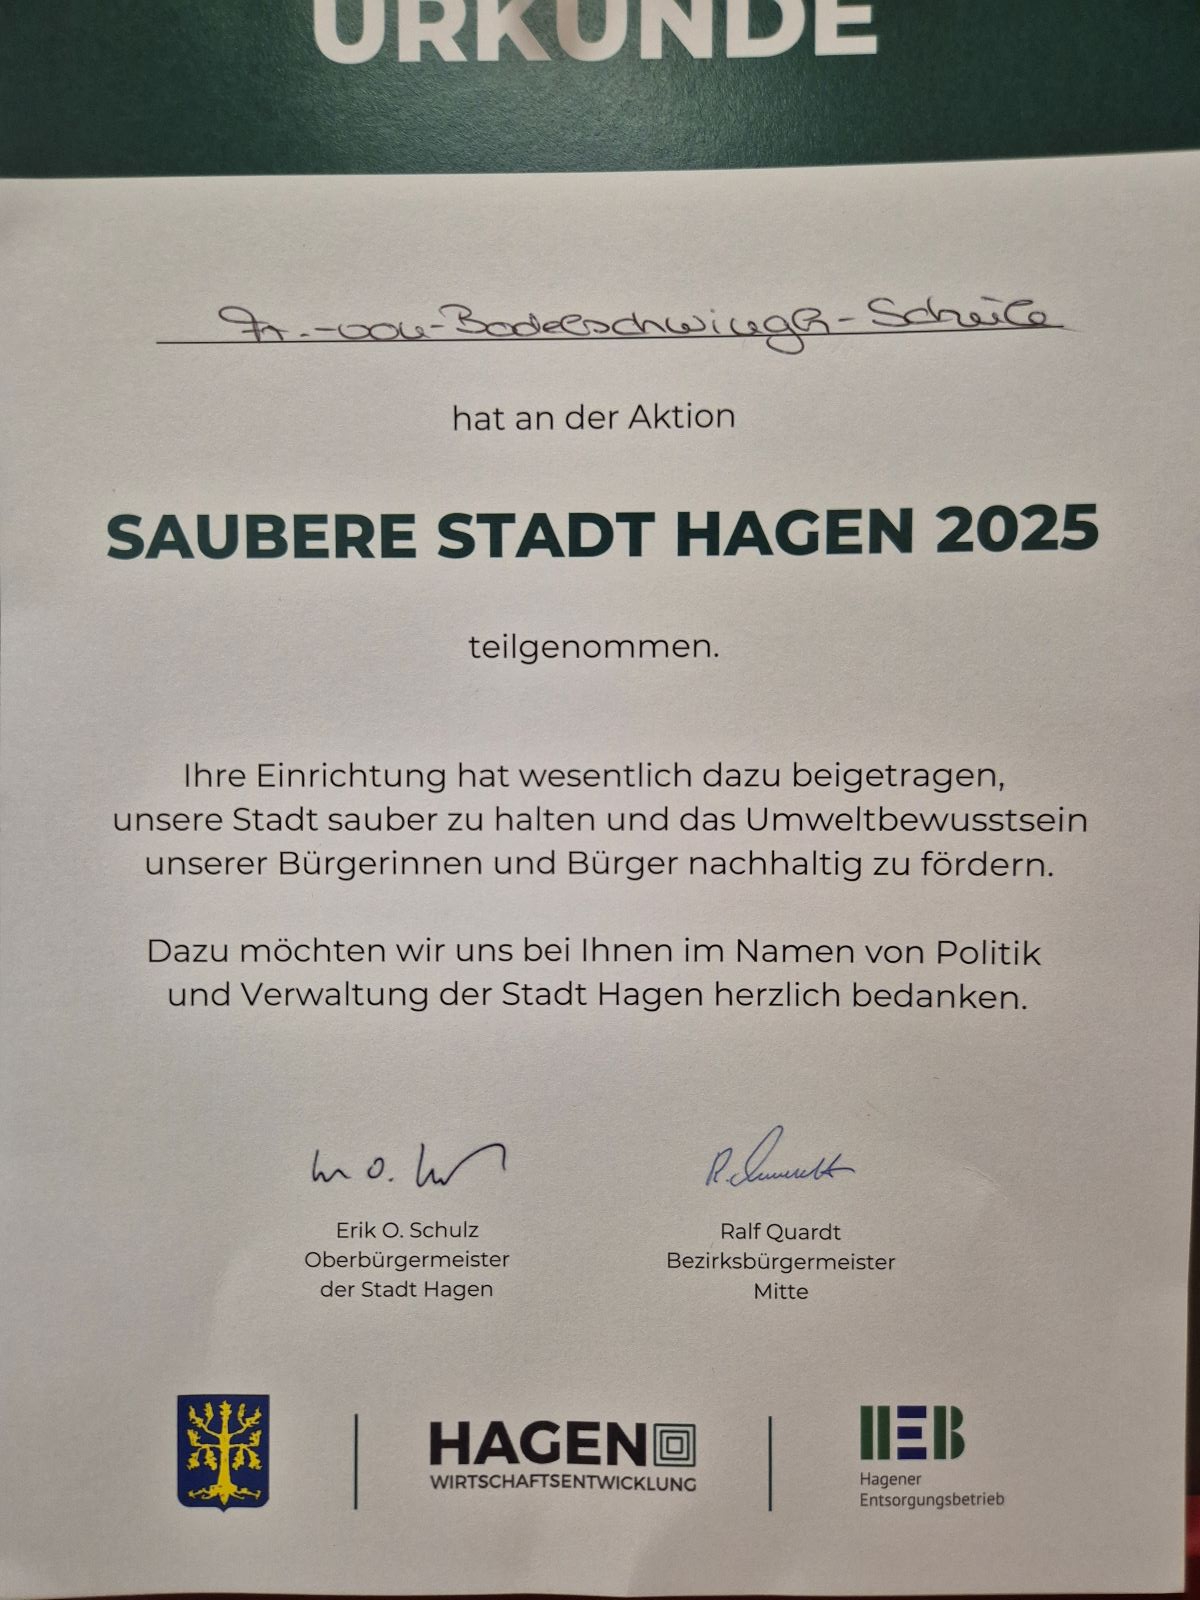 URKUNDE
Fr.-von-Bodelschwingh-Schule
hat an der Aktion
SAUBERE STADT HAGEN 2025
teilgenommen.
Ihre Einrichtung hat wesentlich dazu beigetragen,
unsere Stadt sauber zu halten und das Umweltbewusstsein
unserer Bürgerinnen und Bürger nachhaltig zu fördern.
Dazu möchten wir uns bei Ihnen im Namen von Politik
und Verwaltung der Stadt Hagen herzlich bedanken.
Erik O. Schulz
Oberbürgermeister
der Stadt Hagen
Ralf Quardt
Bezirksbürgermeister
Mitte
HAGEN
WIRTSCHAFTSENTWICKLUNG
HEB
Hagener
Entsorgungsbetrieb